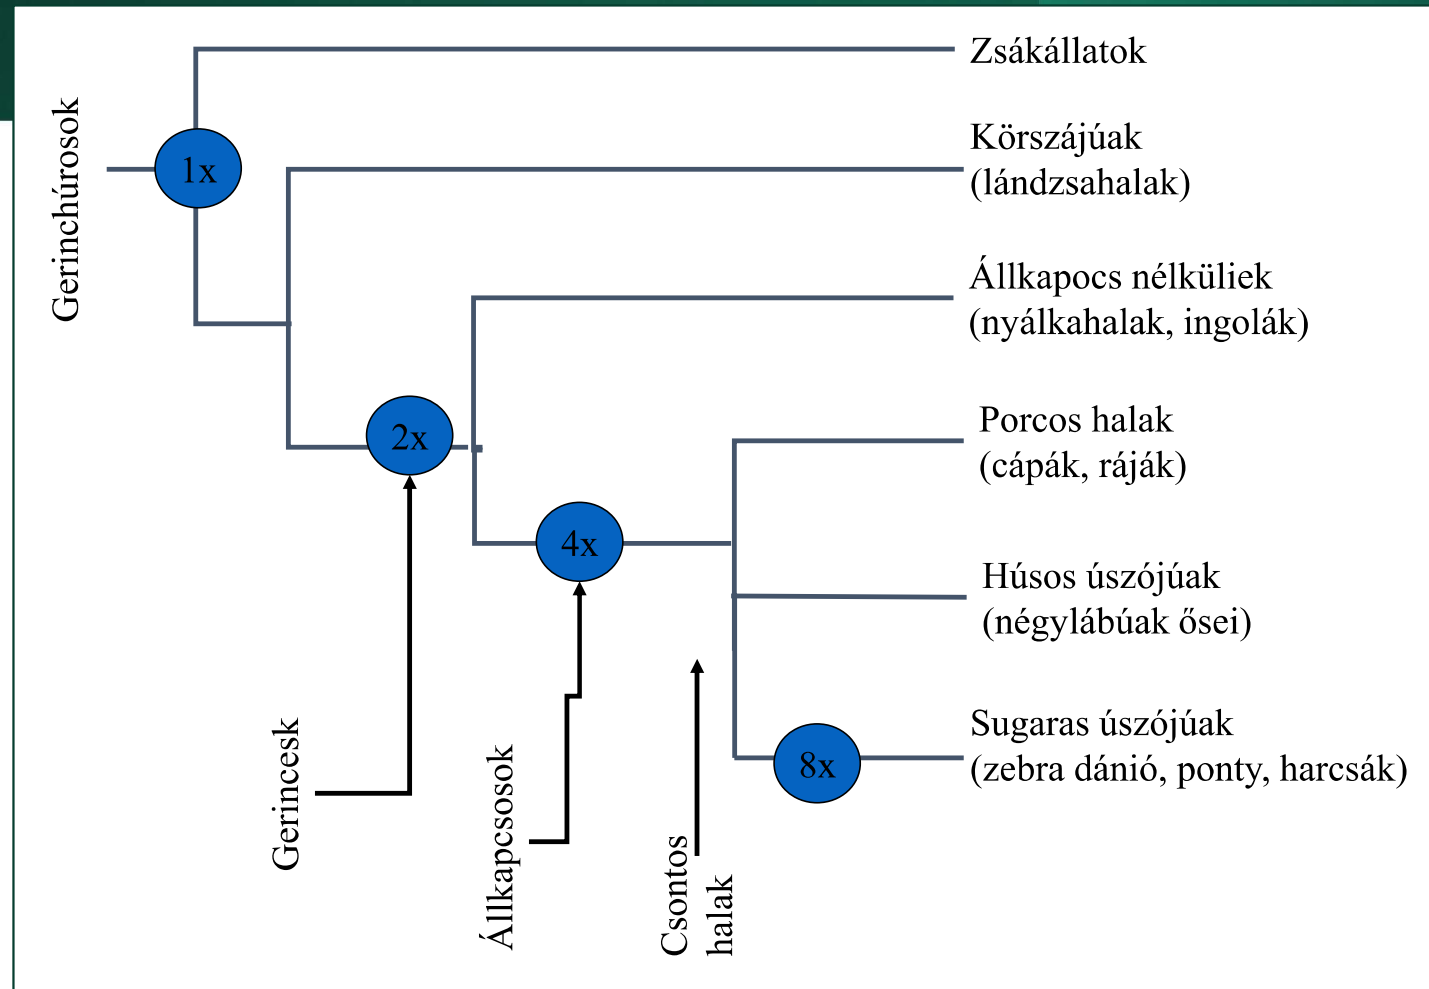 Zsákállatok
Gerinchúrosok
1x
Körszájúak
(lándzsahalak)
Állkapocs nélküliek
(nyálkahalak, ingolák)
2x
Porcos halak
(cápák, ráják)
4x
Húsos úszójúak
(négylábúak ősei)
Sugaras úszójúak
(zebra dánió, ponty, harcsák)
8x
Gerincesk
Állkapcsosok
Csontos
halak